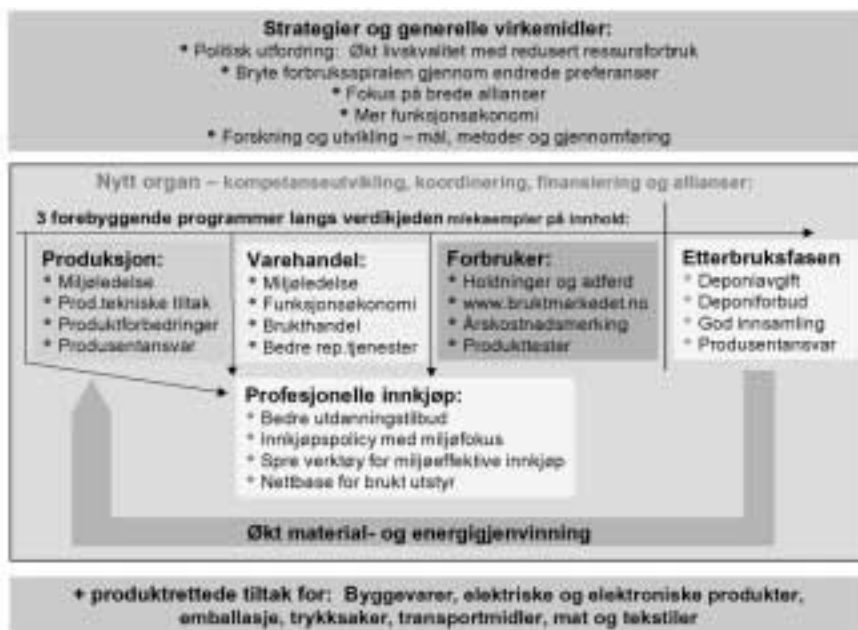 Strategier og generelle virkemidler:
* Politisk utfordring: Økt livskvalitet med redusert ressursforbruk
* Bryte forbruksspiralen gjennom endrede preferanser
* Fokus på brede allianser
* Mer funksjonsøkonomi
* Forskning og utvikling – mål, metoder og gjennomføring
Nytt organ – kompetanseutvikling, koordinering, finansiering og allianser:
3 forebyggende programmer langs verdikjeden m/eksempler på innhold:
Produksjon:
* Miljøledelse
* Prod.tekniske tiltak
* Produktforbedringer
* Produsentansvar
Varehandel:
* Miljøledelse
* Funksjonsøkonomi
* Brukthandel
* Bedre rep.tjenester
Forbruker:
* Holdninger og adferd
* www.bruktmarkedet.no
* Årskostnadsmerking
* Produkttester
Etterbruksfasen
* Deponiavgift
* Deponiforbud
* God innsamling
* Produsentansvar
Profesjonelle innkjøp:
* Bedre utdanningstilbud
* Innkjøpspolicy med miljøfokus
* Spre verktøy for miljøeffektive innkjøp
* Nettbase for brukt utstyr
Økt material- og energigjenvinning
+ produktrettede tiltak for: Byggevarer, elektriske og elektroniske produkter,
emballasje, trykksaker, transportmidler, mat og tekstiler